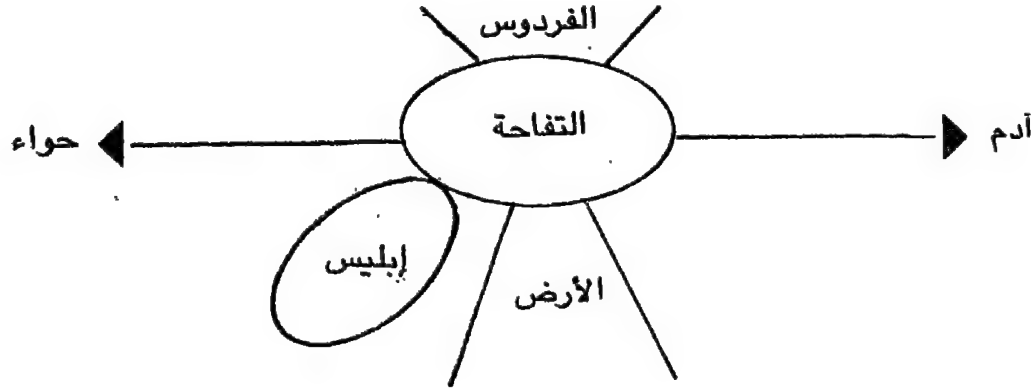 الفردوس
التفاحة
آدم
حواء
إبليس
الأرض